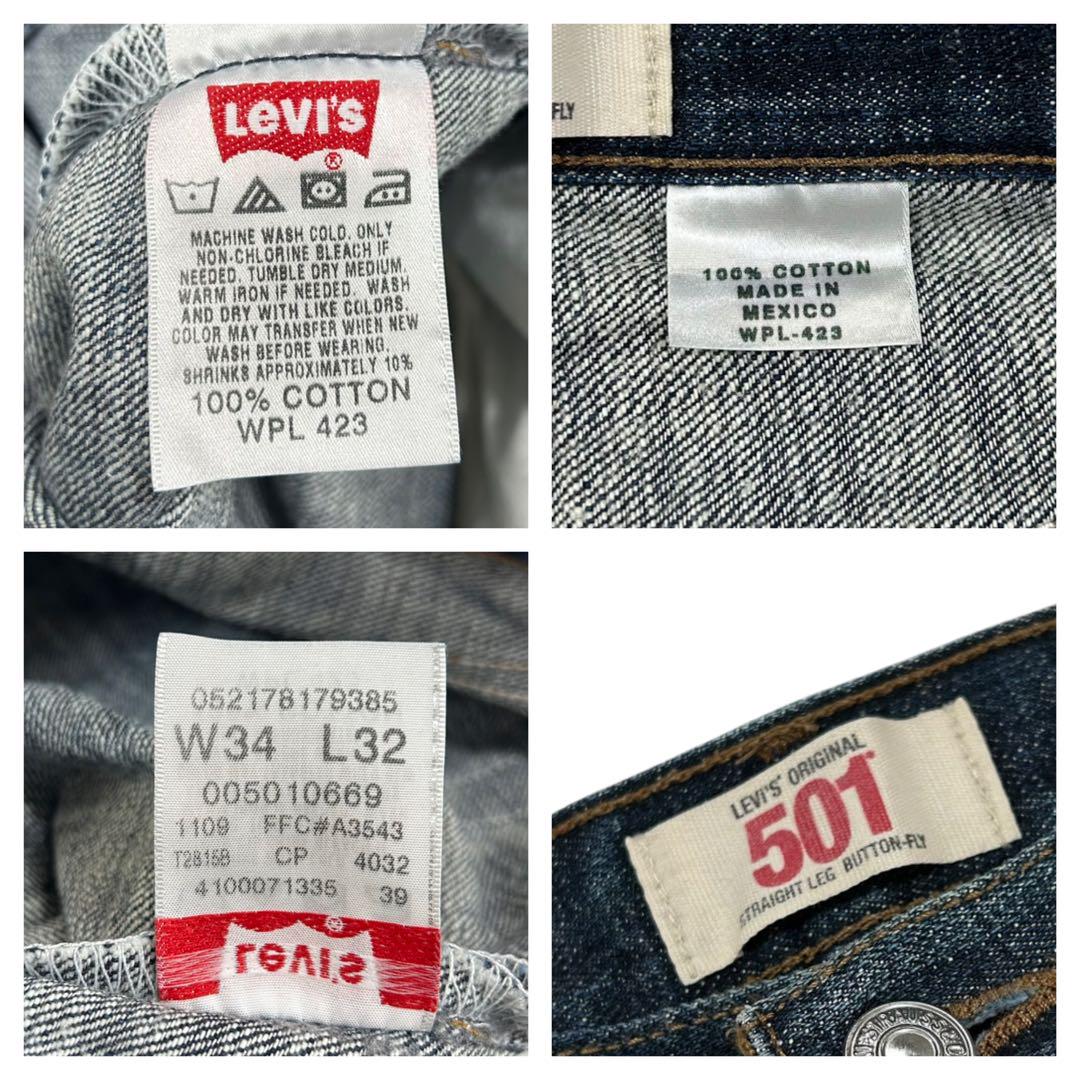 LEVI'S
®
MACHINE WASH COLD. ONLY
NON-CHLORINE BLEACH IF
NEEDED. TUMBLE DRY MEDIUM.
WARM IRON IF NEEDED. WASH
AND DRY WITH LIKE COLORS.
COLOR MAY TRANSFER WHEN NEW
WASH BEFORE WEARING.
SHRINKS APPROXIMATELY 10%
100% COTTON
WPL 423
FLY
100% COTTON
MADE IN
MEXICO
WPL-423
052178179385
W34 L32
005010669
1109 FFC#A3543
T2815B CP 4032
4100071335 39
®
LEVI'S
LEVI'S® ORIGINAL
501®
STRAIGHT LEG BUTTON-FLY